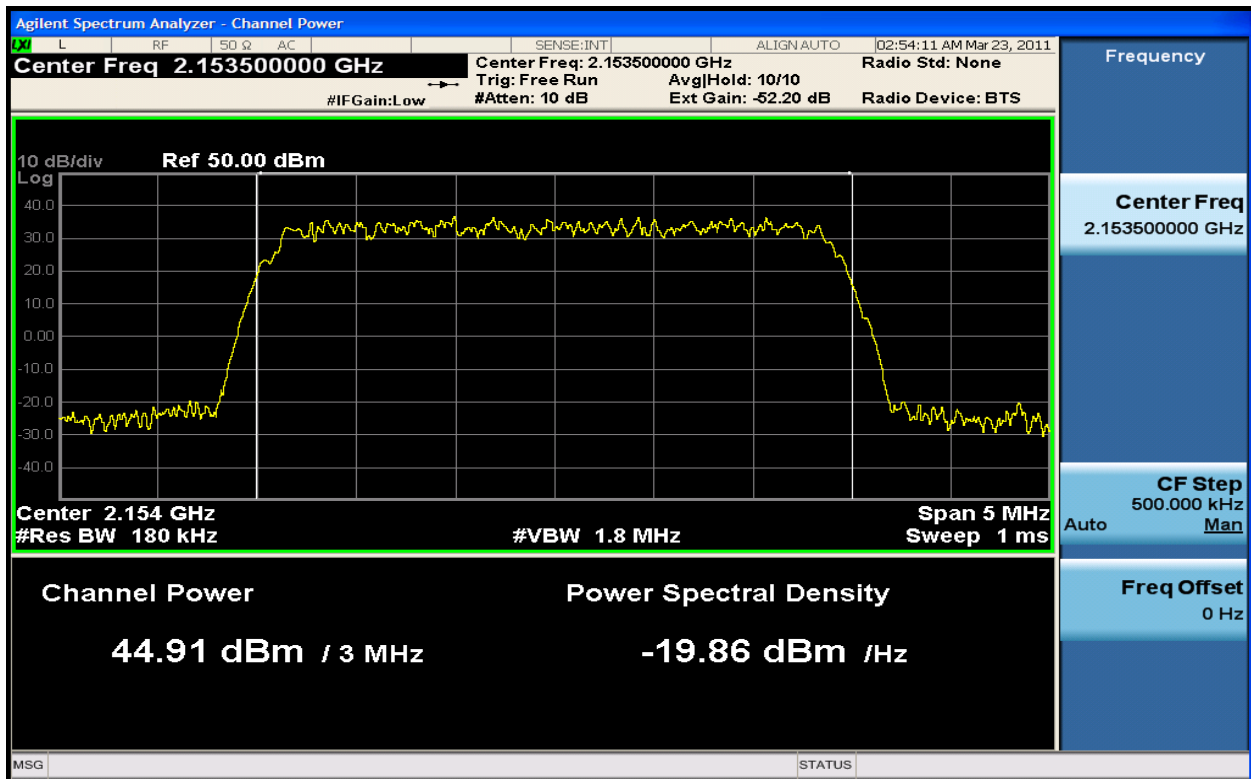 Agilent Spectrum Analyzer - Channel Power
LXI L RF 50 Ω AC SENSE:INT ALIGN AUTO 02:54:11 AM Mar 23, 2011
Center Freq 2.153500000 GHz
Center Freq: 2.153500000 GHz Radio Std: None
Trig: Free Run Avg|Hold: 10/10
#IFGain:Low #Atten: 10 dB Ext Gain: -52.20 dB Radio Device: BTS
10 dB/div Ref 50.00 dBm
Log
40.0
30.0
20.0
10.0
0.00
-10.0
-20.0
-30.0
-40.0
Center 2.154 GHz Span 5 MHz
#Res BW 180 kHz #VBW 1.8 MHz Sweep 1 ms
Channel Power Power Spectral Density
44.91 dBm / 3 MHz -19.86 dBm /Hz
MSG STATUS
Frequency
Center Freq
2.153500000 GHz
CF Step
500.000 kHz
Auto Man
Freq Offset
0 Hz